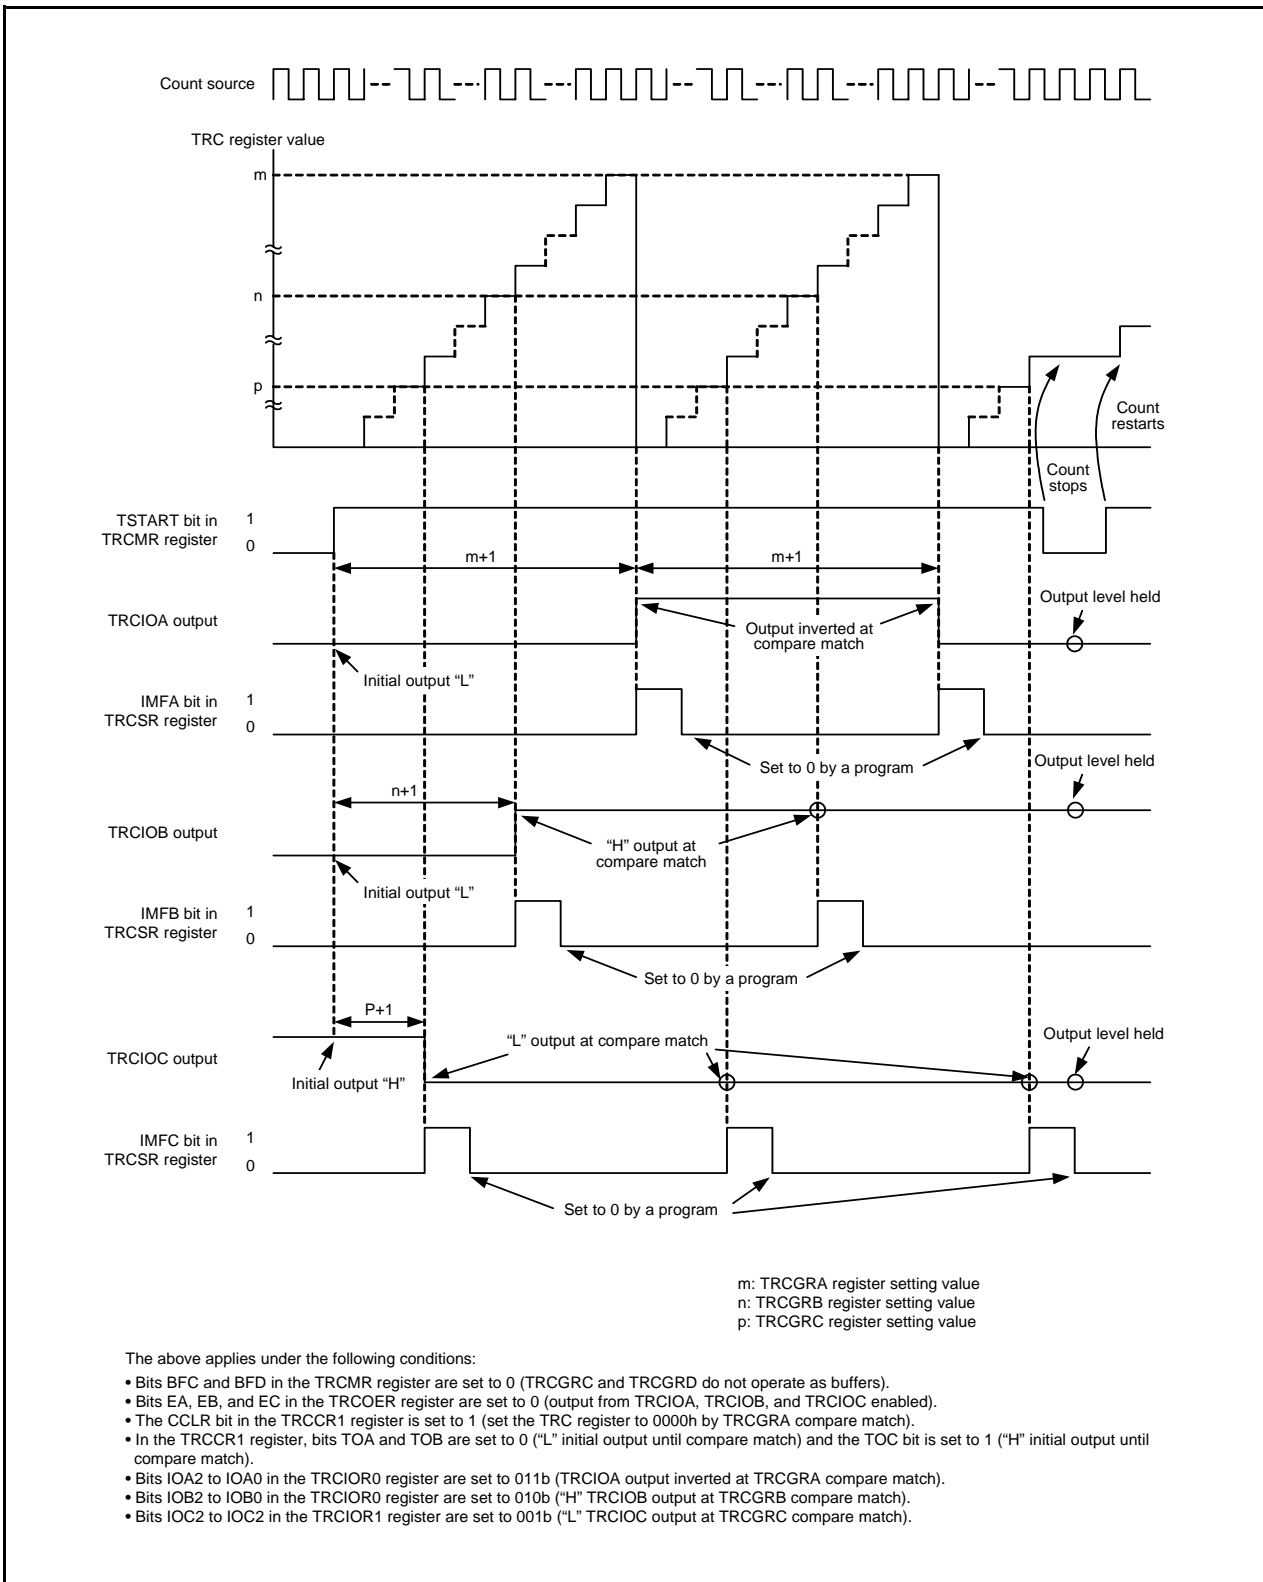 Count source
TRC register value
m
n
p
Count
restarts
Count
stops
TSTART bit in
TRCMR register
1
0
m+1
m+1
TRCIOA output
Output level held
Output inverted at
compare match
Initial output “L”
IMFA bit in
TRCSR register
1
0
Set to 0 by a program
Output level held
n+1
TRCIOB output
“H” output at
compare match
Initial output “L”
IMFB bit in
TRCSR register
1
0
Set to 0 by a program
P+1
TRCIOC output
“L” output at compare match
Output level held
Initial output “H”
IMFC bit in
TRCSR register
1
0
Set to 0 by a program
m: TRCGRA register setting value
n: TRCGRB register setting value
p: TRCGRC register setting value
The above applies under the following conditions:
• Bits BFC and BFD in the TRCMR register are set to 0 (TRCGRC and TRCGRD do not operate as buffers).
• Bits EA, EB, and EC in the TRCOER register are set to 0 (output from TRCIOA, TRCIOB, and TRCIOC enabled).
• The CCLR bit in the TRCCR1 register is set to 1 (set the TRC register to 0000h by TRCGRA compare match).
• In the TRCCR1 register, bits TOA and TOB are set to 0 (“L” initial output until compare match) and the TOC bit is set to 1 (“H” initial output until
compare match).
• Bits IOA2 to IOA0 in the TRCIOR0 register are set to 011b (TRCIOA output inverted at TRCGRA compare match).
• Bits IOB2 to IOB0 in the TRCIOR0 register are set to 010b (“H” TRCIOB output at TRCGRB compare match).
• Bits IOC2 to IOC2 in the TRCIOR1 register are set to 001b (“L” TRCIOC output at TRCGRC compare match).